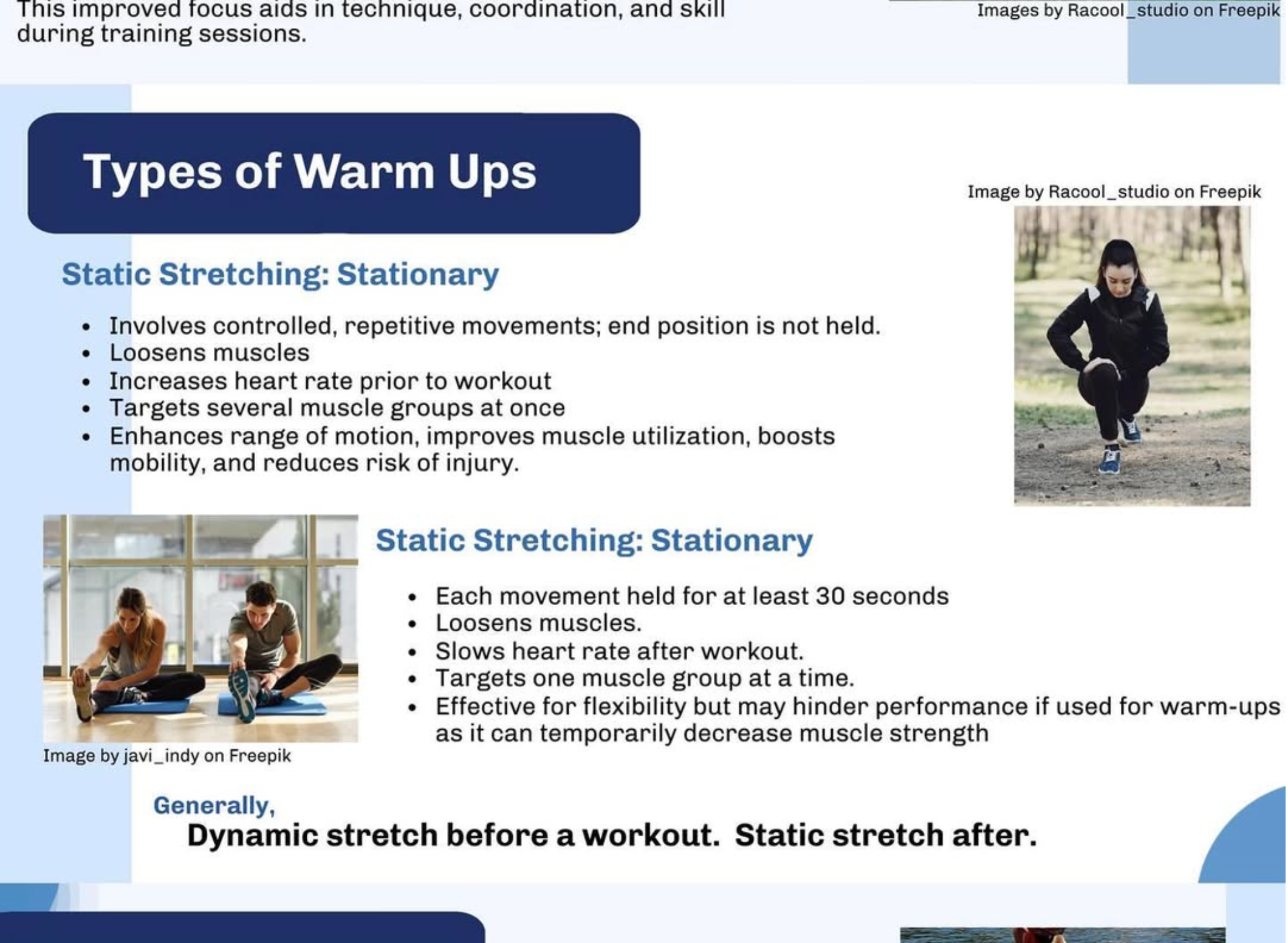 This improved focus aids in technique, coordination, and skill
during training sessions.
Images by Racool_studio on Freepik
Types of Warm Ups
Image by Racool_studio on Freepik
Static Stretching: Stationary
• Involves controlled, repetitive movements; end position is not held.
• Loosens muscles
• Increases heart rate prior to workout
• Targets several muscle groups at once
• Enhances range of motion, improves muscle utilization, boosts
mobility, and reduces risk of injury.
Static Stretching: Stationary
• Each movement held for at least 30 seconds
• Loosens muscles.
• Slows heart rate after workout.
• Targets one muscle group at a time.
• Effective for flexibility but may hinder performance if used for warm-ups
as it can temporarily decrease muscle strength
Image by javi_indy on Freepik
Generally,
Dynamic stretch before a workout. Static stretch after.